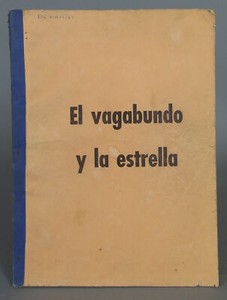 El vagabundo
y la estrella